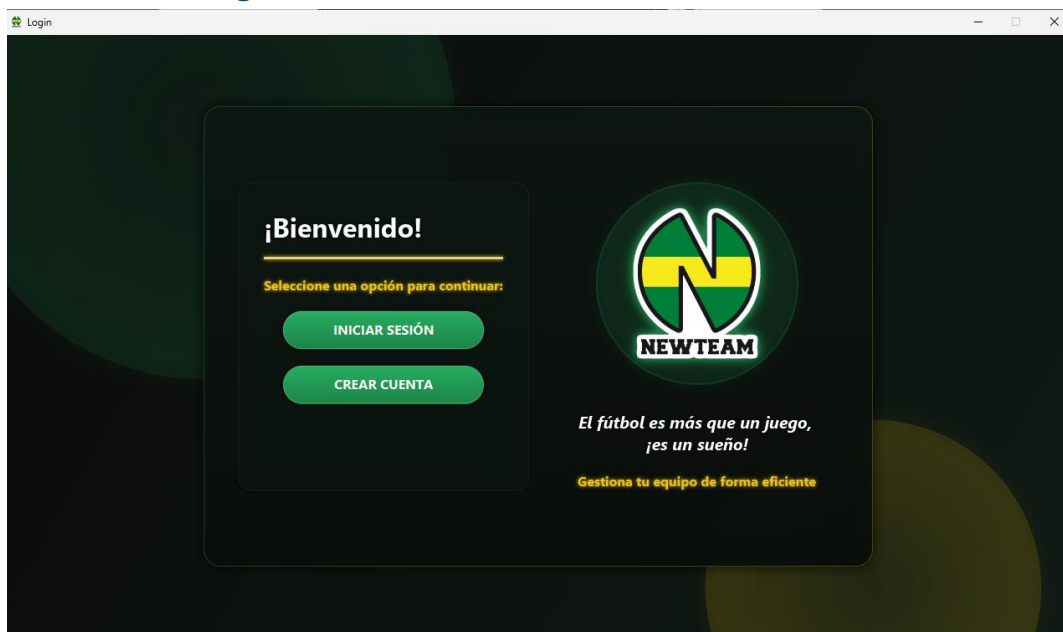 Login
¡Bienvenido!
Seleccione una opción para continuar:
INICIAR SESIÓN
CREAR CUENTA
NEWTEAM
El fútbol es más que un juego,
¡es un sueño!
Gestiona tu equipo de forma eficiente